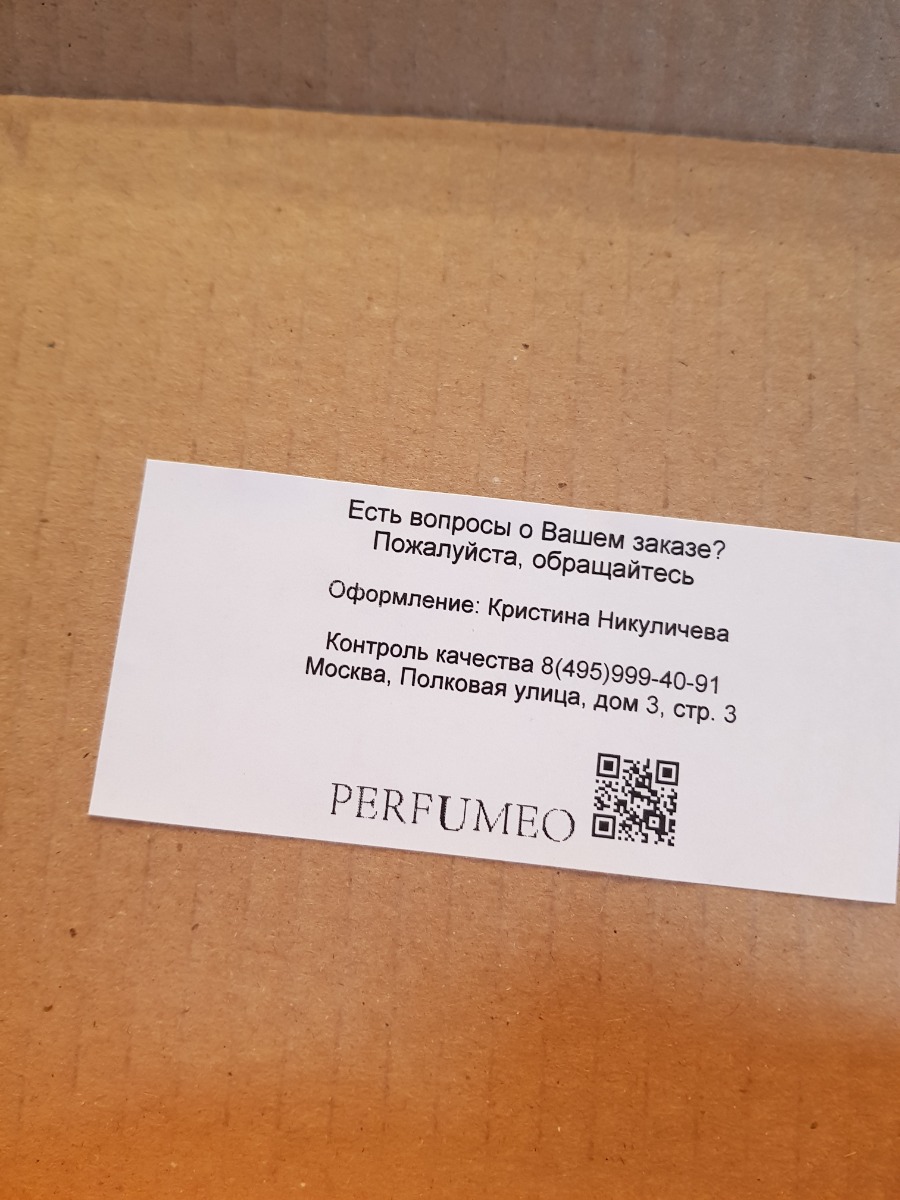 Есть вопросы о Вашем заказе?
Пожалуйста, обращайтесь
Оформление: Кристина Никуличева
Контроль качества 8(495)999-40-91
Москва, Полковая улица, дом 3, стр. 3
PERFUMEO